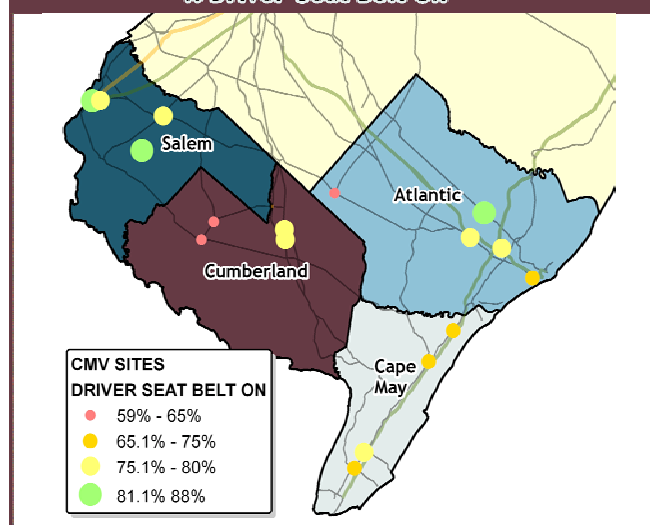 Salem
Atlantic
Cumberland
Cape
May
CMV SITES
DRIVER SEAT BELT ON
59% - 65%
65.1% - 75%
75.1% - 80%
81.1% 88%